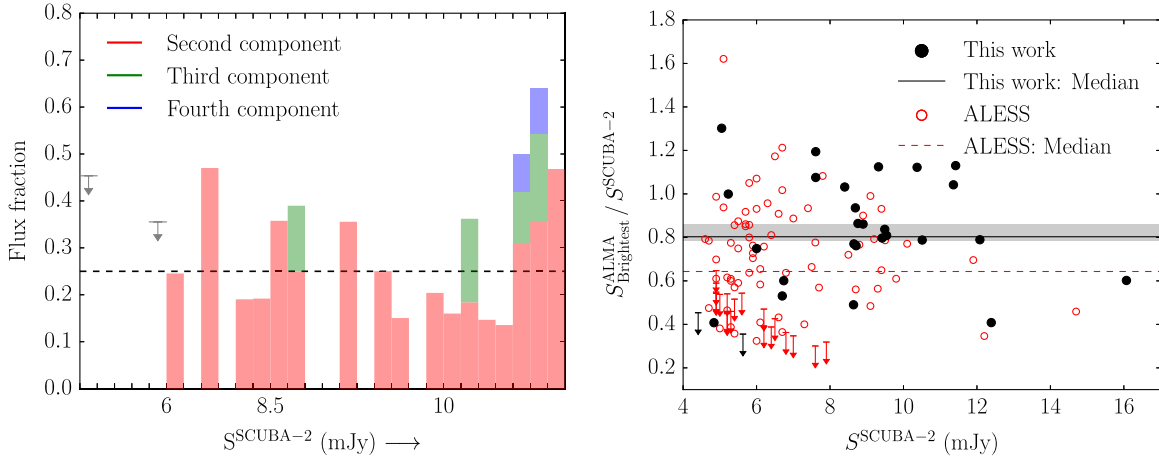 0.8
0.7
0.6
0.5
0.4
0.3
0.2
0.1
0.0
Flux fraction
Second component
Third component
Fourth component
6
8.5
10
S^SCUBA−2 (mJy) ⟶
1.8
1.6
1.4
1.2
1.0
0.8
0.6
0.4
0.2
S^ALMA_Brightest / S^SCUBA−2
This work
This work: Median
ALESS
ALESS: Median
4
6
8
10
12
14
16
S^SCUBA−2 (mJy)